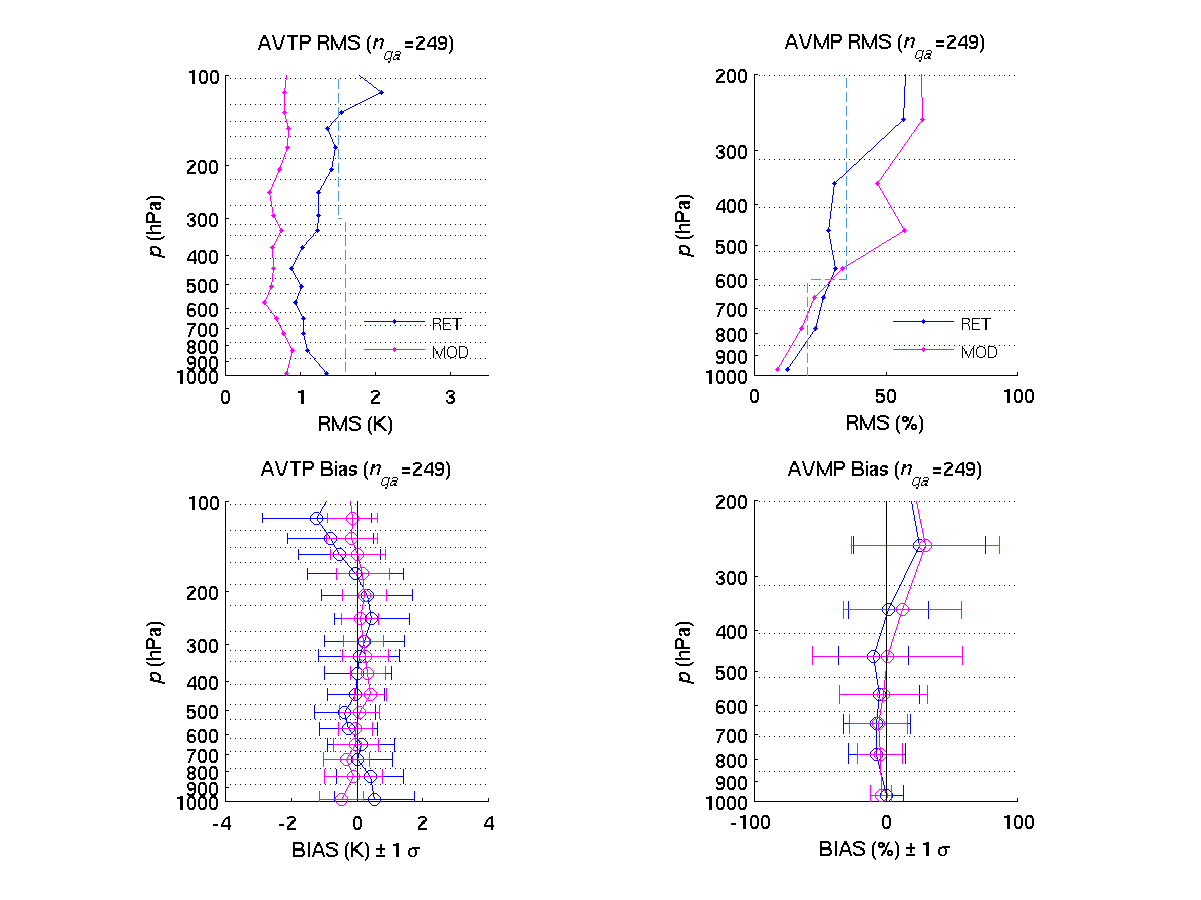 AVTP RMS (n_qa=249)
100
200
300
400
500
600
700
800
900
1000
p (hPa)
RET
MOD
0 1 2 3
RMS (K)
AVMP RMS (n_qa=249)
200
300
400
500
600
700
800
900
1000
p (hPa)
RET
MOD
0 50 100
RMS (%)
AVTP Bias (n_qa=249)
100
200
300
400
500
600
700
800
900
1000
p (hPa)
-4 -2 0 2 4
BIAS (K) ± 1 σ
AVMP Bias (n_qa=249)
200
300
400
500
600
700
800
900
1000
p (hPa)
-100 0 100
BIAS (%) ± 1 σ